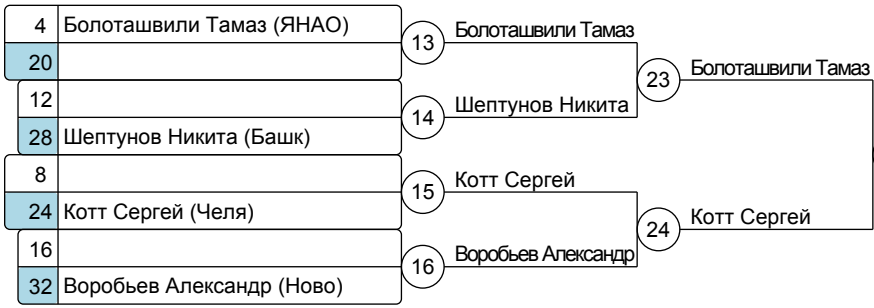 4 Болоташвили Тамаз (ЯНАО)
20
13
Болоташвили Тамаз
12
28 Шептунов Никита (Башк)
14
Шептунов Никита
23
Болоташвили Тамаз
8
24 Котт Сергей (Челя)
15
Котт Сергей
16
32 Воробьев Александр (Ново)
16
Воробьев Александр
24
Котт Сергей